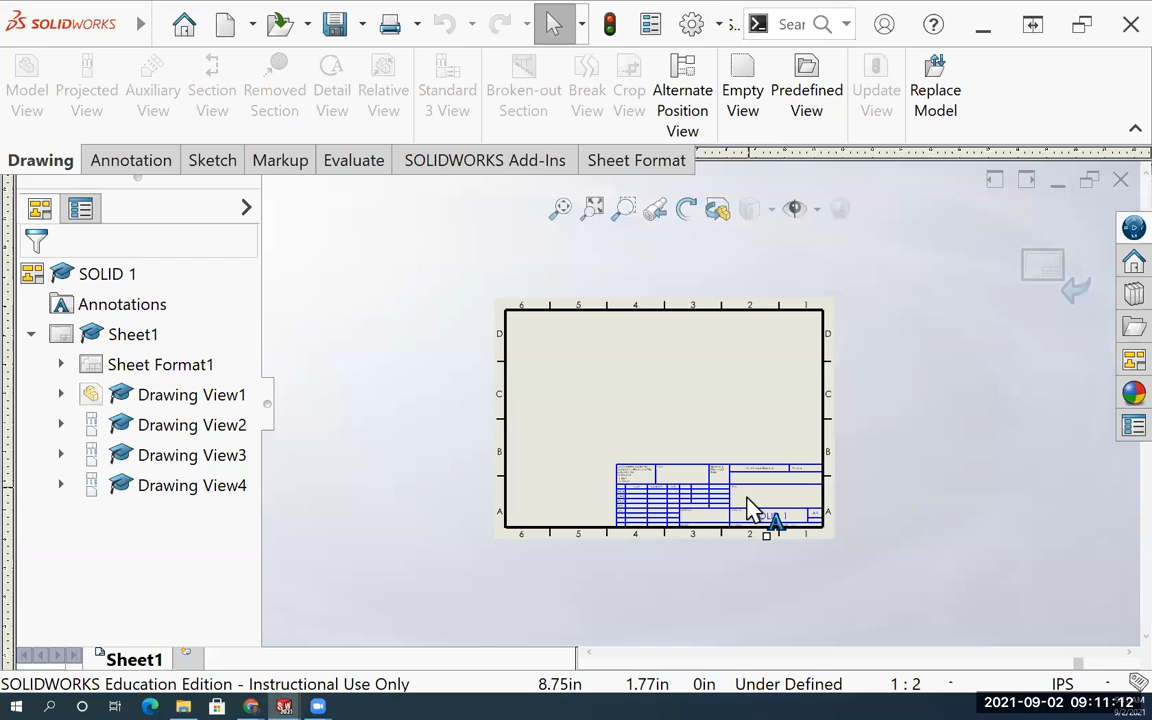 SOLIDWORKS
S.. Sear
Model View
Projected View
Auxiliary View
Section View
Removed Section
Detail View
Relative View
Standard 3 View
Broken-out Section
Break View
Crop View
Alternate Position View
Empty View
Predefined View
Update View
Replace Model
Drawing Annotation Sketch Markup Evaluate SOLIDWORKS Add-Ins Sheet Format
SOLID 1
Annotations
Sheet1
Sheet Format1
Drawing View1
Drawing View2
Drawing View3
Drawing View4
6 5 4 3 2 1
D D
C C
B B
A A
6 5 4 3 2 1
Sheet1
SOLIDWORKS Education Edition - Instructional Use Only 8.75in 1.77in 0in Under Defined 1 : 2 - IPS -
2021-09-02 09:11:12
9/2/2021